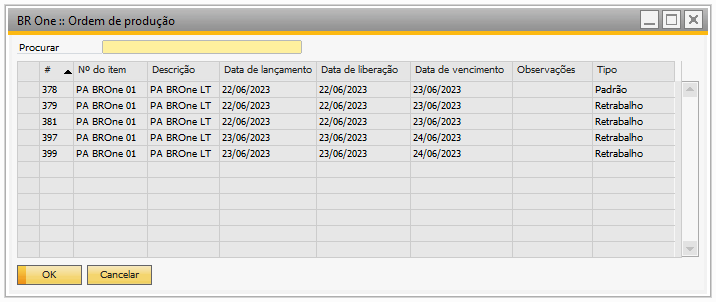 BR One :: Ordem de produção
Procurar
# Nº do item Descrição Data de lançamento Data de liberação Data de vencimento Observações Tipo
378 PA BROne 01 PA BROne LT 22/06/2023 22/06/2023 23/06/2023 Padrão
379 PA BROne 01 PA BROne LT 22/06/2023 22/06/2023 23/06/2023 Retrabalho
381 PA BROne 01 PA BROne LT 22/06/2023 22/06/2023 23/06/2023 Retrabalho
397 PA BROne 01 PA BROne LT 23/06/2023 23/06/2023 24/06/2023 Retrabalho
399 PA BROne 01 PA BROne LT 23/06/2023 23/06/2023 24/06/2023 Retrabalho
OK Cancelar